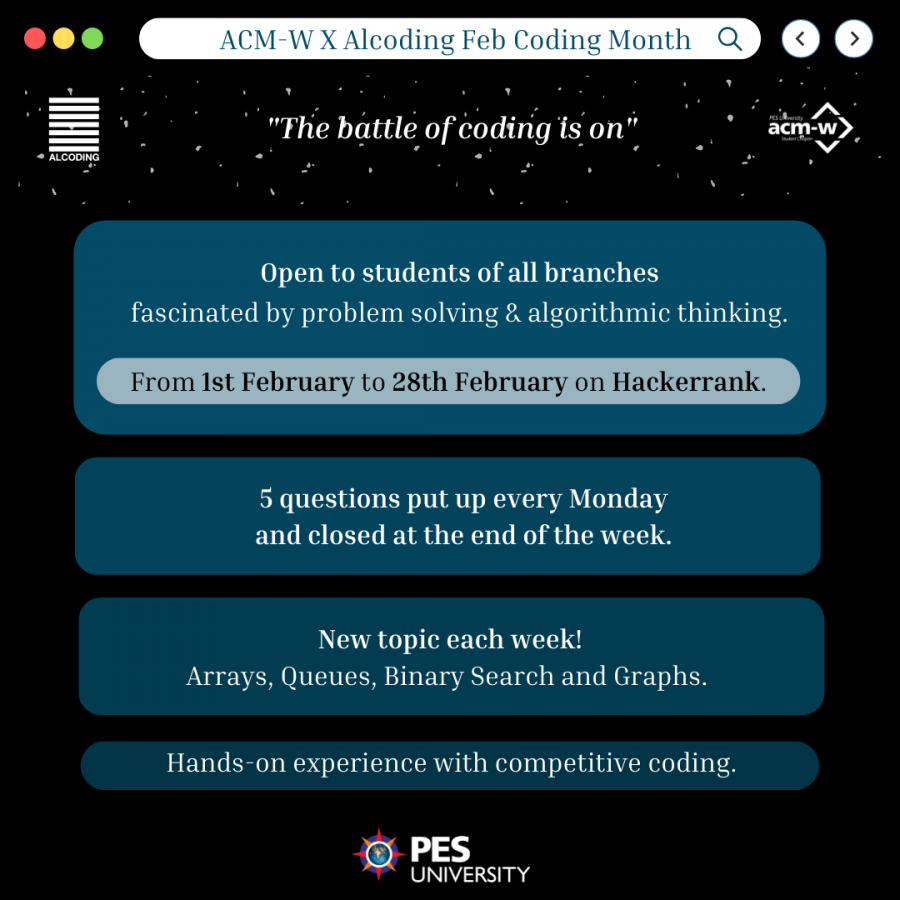 ACM-W X Alcoding Feb Coding Month
"The battle of coding is on"
ALCODING
PES University
acm-w
Student Chapter
Open to students of all branches
fascinated by problem solving & algorithmic thinking.
From 1st February to 28th February on Hackerrank.
5 questions put up every Monday
and closed at the end of the week.
New topic each week!
Arrays, Queues, Binary Search and Graphs.
Hands-on experience with competitive coding.
PES
UNIVERSITY